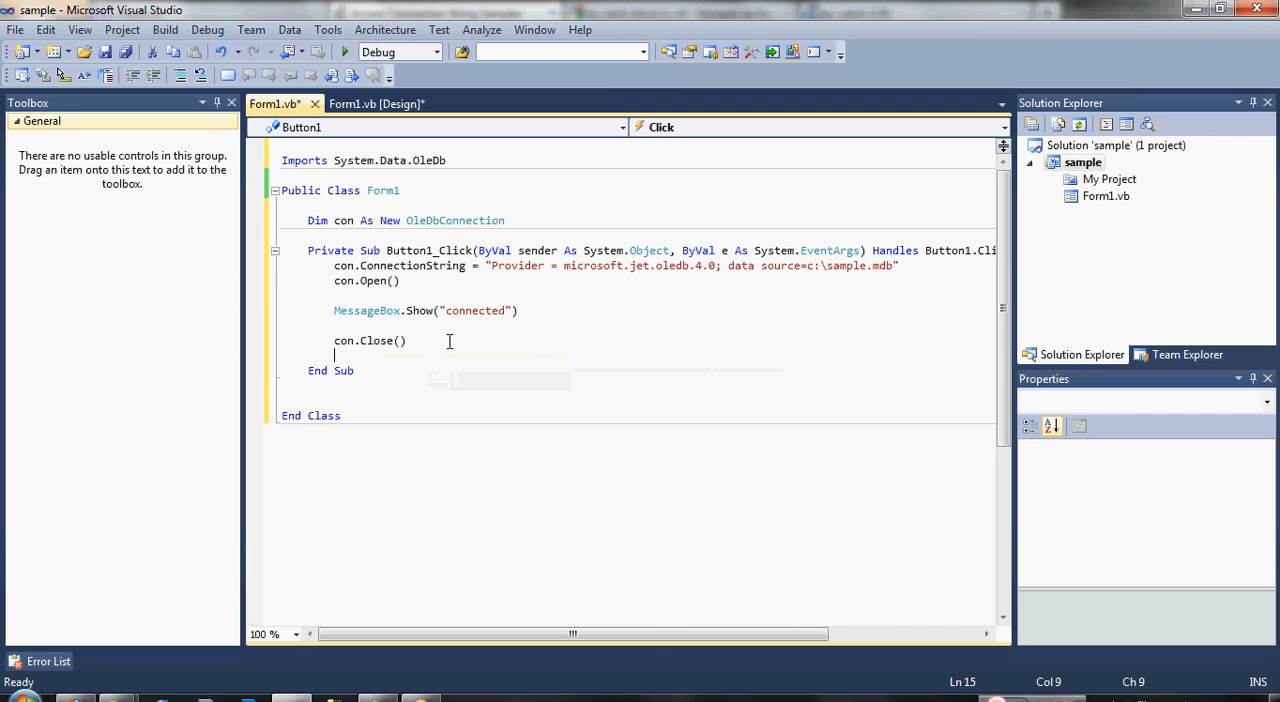 sample - Microsoft Visual Studio
File Edit View Project Build Debug Team Data Tools Architecture Test Analyze Window Help
Debug
Toolbox
General
There are no usable controls in this group.
Drag an item onto this text to add it to the
toolbox.
Form1.vb* Form1.vb [Design]*
Button1 Click
Imports System.Data.OleDb
Public Class Form1
Dim con As New OleDbConnection
Private Sub Button1_Click(ByVal sender As System.Object, ByVal e As System.EventArgs) Handles Button1.Cli
con.ConnectionString = "Provider = microsoft.jet.oledb.4.0; data source=c:\sample.mdb"
con.Open()
MessageBox.Show("connected")
con.Close()
End Sub
End Class
100 %
Solution Explorer
Solution 'sample' (1 project)
sample
My Project
Form1.vb
Solution Explorer Team Explorer
Properties
Error List
Ready Ln 15 Col 9 Ch 9 INS